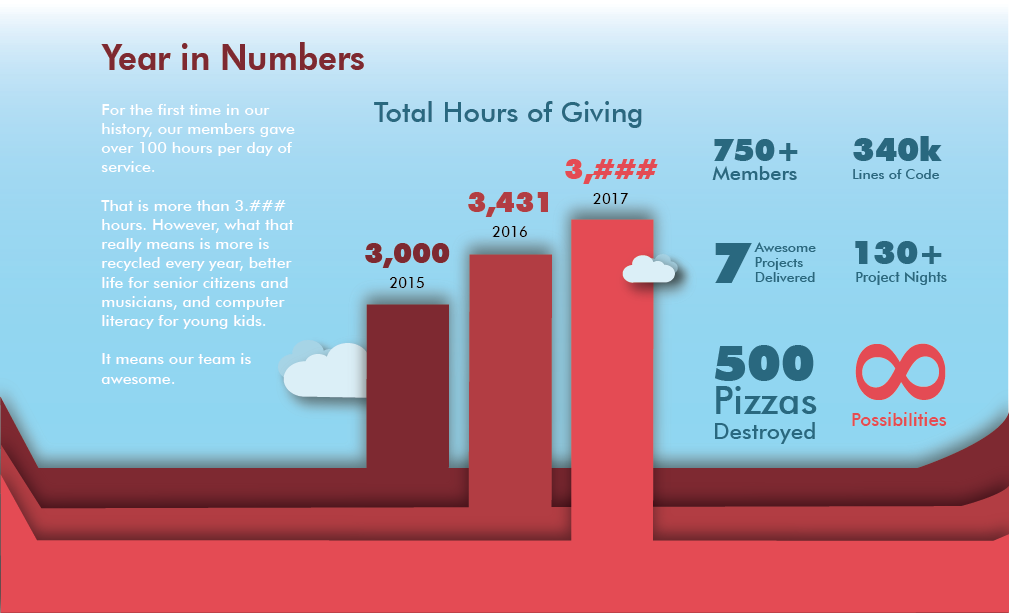 Year in Numbers
For the first time in our
history, our members gave
over 100 hours per day of
service.
That is more than 3.###
hours. However, what that
really means is more is
recycled every year, better
life for senior citizens and
musicians, and computer
literacy for young kids.
It means our team is
awesome.
Total Hours of Giving
3,000
2015
3,431
2016
3,###
2017
750+
Members
340k
Lines of Code
7
Awesome
Projects
Delivered
130+
Project Nights
500
Pizzas
Destroyed
∞
Possibilities